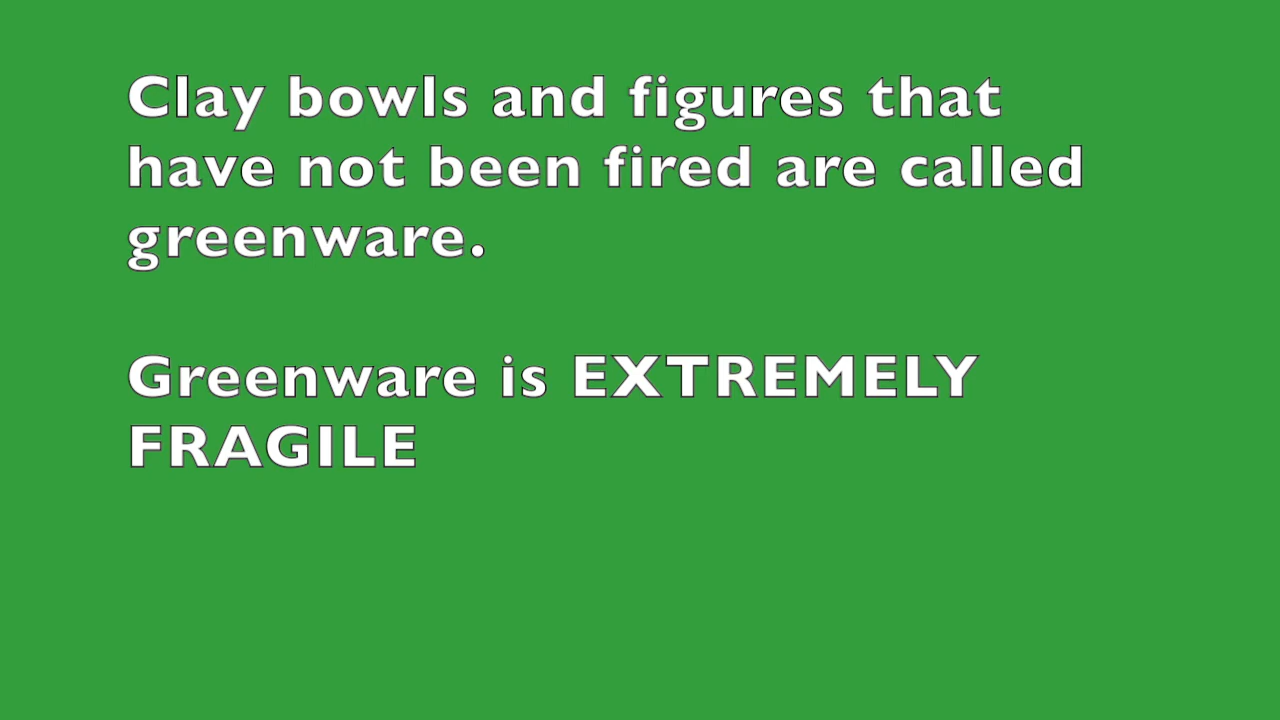 Clay bowls and figures that
have not been fired are called
greenware.
Greenware is EXTREMELY
FRAGILE